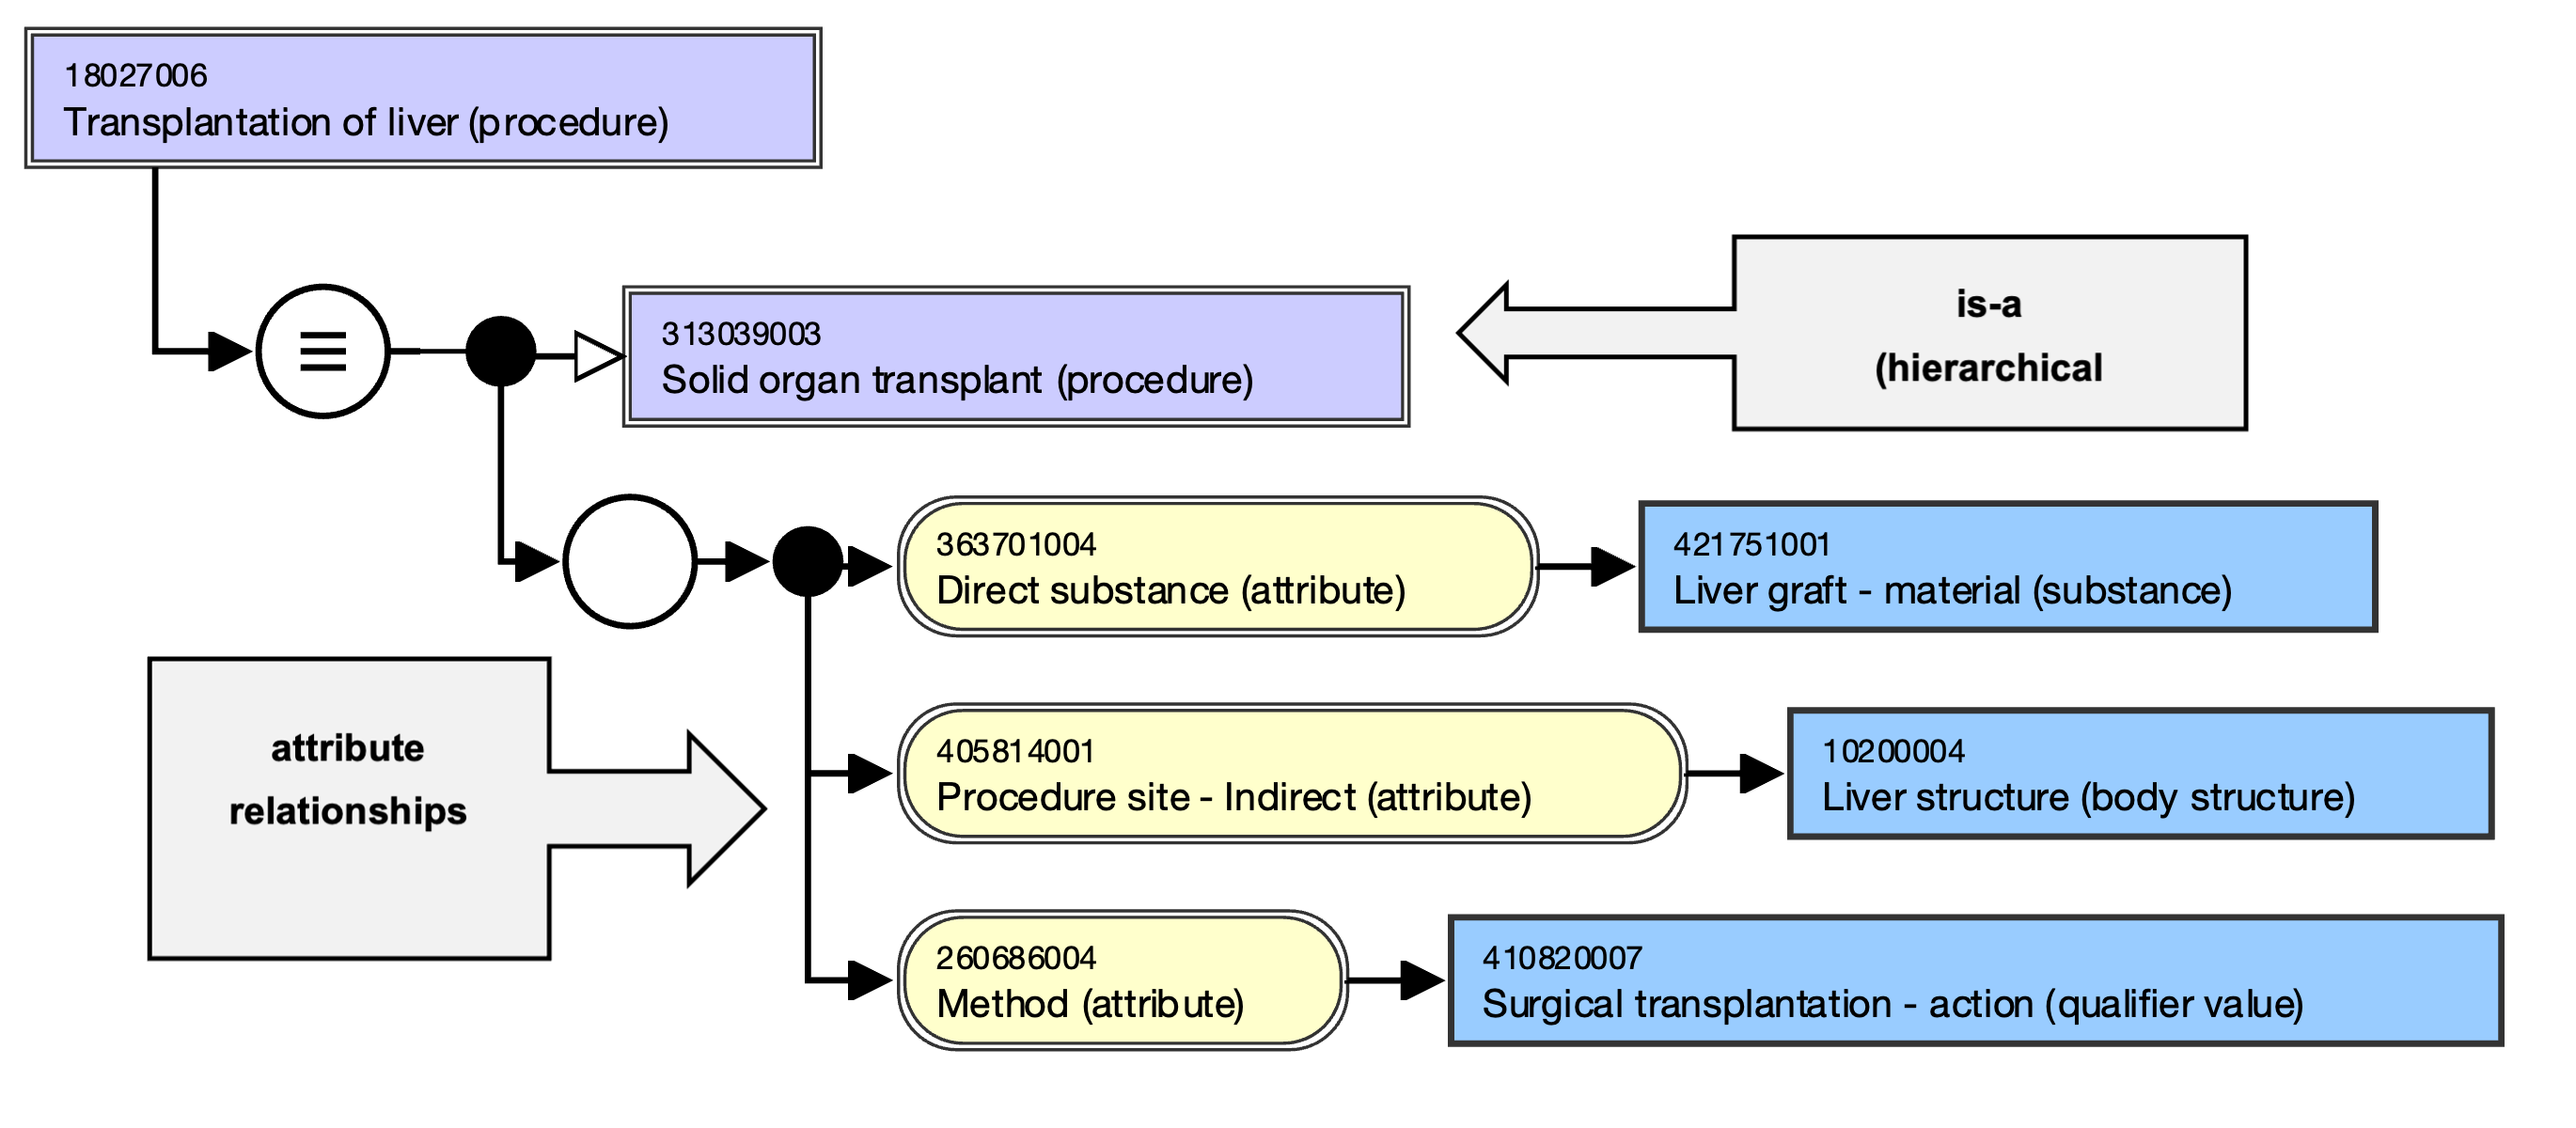 18027006
Transplantation of liver (procedure)
313039003
Solid organ transplant (procedure)
is-a
(hierarchical
363701004
Direct substance (attribute)
421751001
Liver graft - material (substance)
attribute
relationships
405814001
Procedure site - Indirect (attribute)
10200004
Liver structure (body structure)
260686004
Method (attribute)
410820007
Surgical transplantation - action (qualifier value)